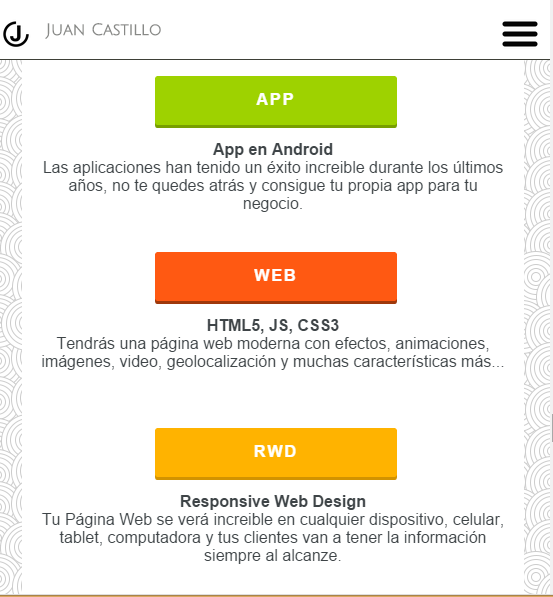 Juan Castillo
APP
App en Android
Las aplicaciones han tenido un éxito increible durante los últimos
años, no te quedes atrás y consigue tu propia app para tu
negocio.
WEB
HTML5, JS, CSS3
Tendrás una página web moderna con efectos, animaciones,
imágenes, video, geolocalización y muchas características más...
RWD
Responsive Web Design
Tu Página Web se verá increible en cualquier dispositivo, celular,
tablet, computadora y tus clientes van a tener la información
siempre al alcanze.